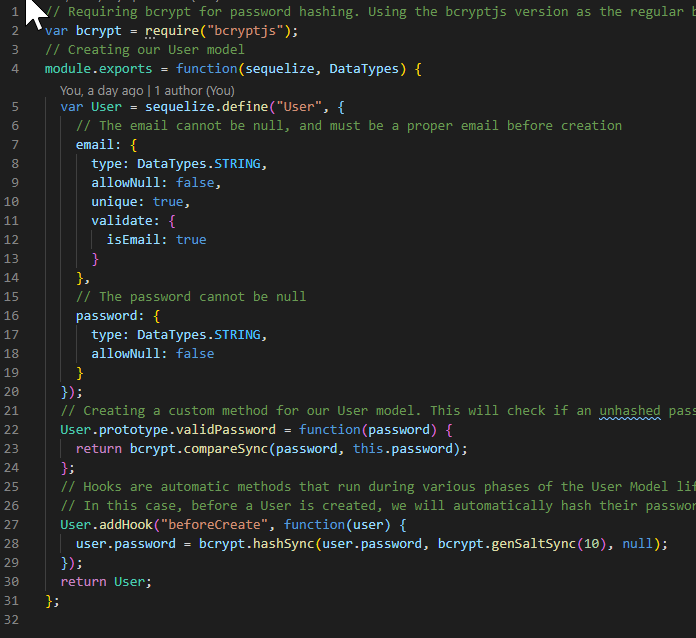 1 // Requiring bcrypt for password hashing. Using the bcryptjs version as the regular
2 var bcrypt = require("bcryptjs");
3 // Creating our User model
4 module.exports = function(sequelize, DataTypes) {
You, a day ago | 1 author (You)
5 var User = sequelize.define("User", {
6 // The email cannot be null, and must be a proper email before creation
7 email: {
8 type: DataTypes.STRING,
9 allowNull: false,
10 unique: true,
11 validate: {
12 isEmail: true
13 }
14 },
15 // The password cannot be null
16 password: {
17 type: DataTypes.STRING,
18 allowNull: false
19 }
20 });
21 // Creating a custom method for our User model. This will check if an unhashed pass
22 User.prototype.validPassword = function(password) {
23 return bcrypt.compareSync(password, this.password);
24 };
25 // Hooks are automatic methods that run during various phases of the User Model lif
26 // In this case, before a User is created, we will automatically hash their passwor
27 User.addHook("beforeCreate", function(user) {
28 user.password = bcrypt.hashSync(user.password, bcrypt.genSaltSync(10), null);
29 });
30 return User;
31 };
32